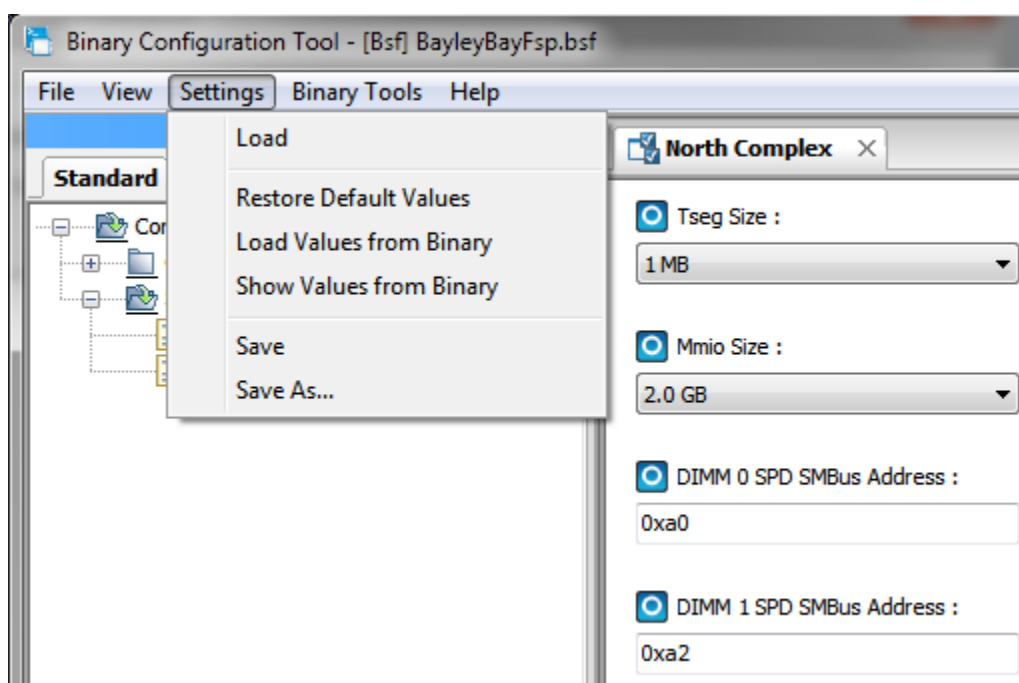 Binary Configuration Tool - [Bsf] BayleyBayFsp.bsf
File View Settings Binary Tools Help
Load
Restore Default Values
Load Values from Binary
Show Values from Binary
Save
Save As...
Standard
North Complex
Tseg Size :
1 MB
Mmio Size :
2.0 GB
DIMM 0 SPD SMBus Address :
0xa0
DIMM 1 SPD SMBus Address :
0xa2